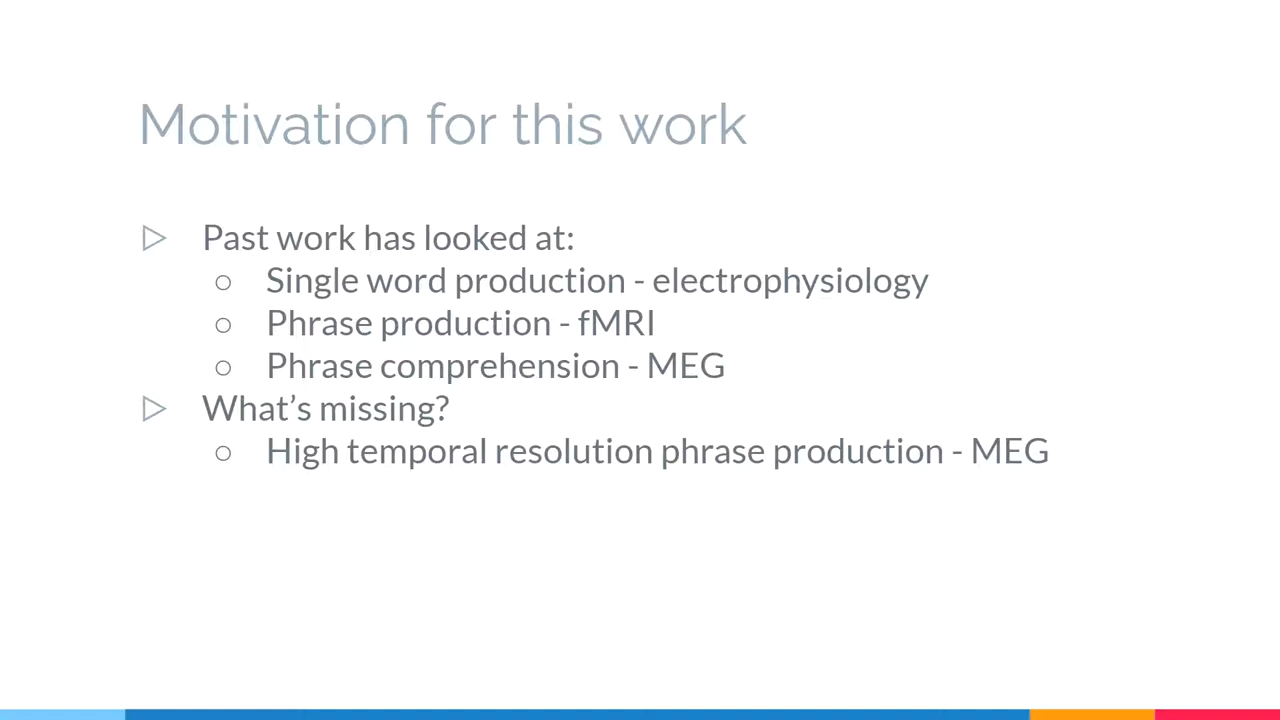 Motivation for this work
▷ Past work has looked at:
○ Single word production - electrophysiology
○ Phrase production - fMRI
○ Phrase comprehension - MEG
▷ What’s missing?
○ High temporal resolution phrase production - MEG